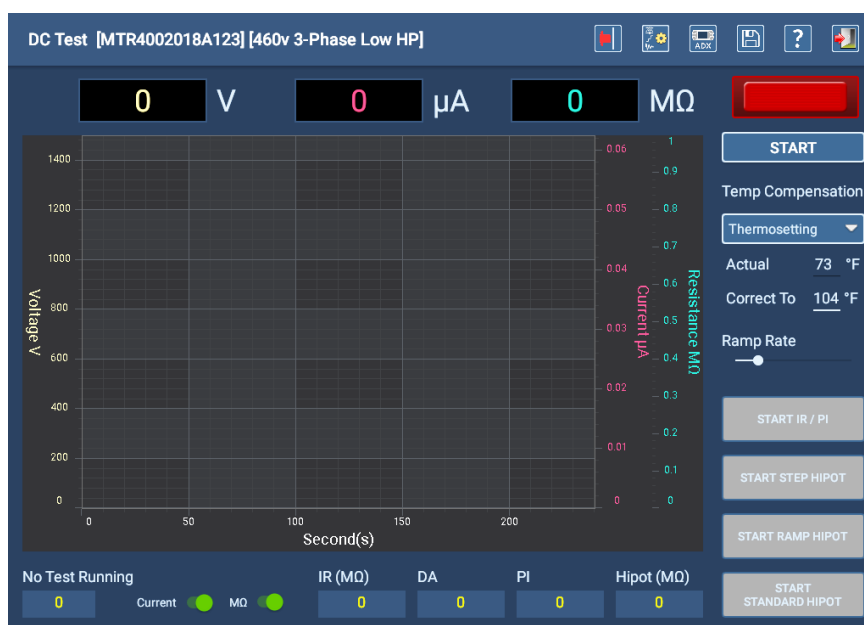 DC Test [MTR4002018A123] [460v 3-Phase Low HP]
ADX
?
0 V 0 µA 0 MΩ
START
Temp Compensation
Thermosetting
Actual 73 °F
Correct To 104 °F
Ramp Rate
START IR / PI
START STEP HIPOT
START RAMP HIPOT
START
STANDARD HIPOT
Voltage V
1400
1200
1000
800
600
400
200
0
0 50 100 150 200
Second(s)
0.06
0.05
0.04
0.03
0.02
0.01
0
Current µA
1
0.9
0.8
0.7
0.6
0.5
0.4
0.3
0.2
0.1
0
Resistance MΩ
No Test Running IR (MΩ) DA PI Hipot (MΩ)
0 Current MΩ 0 0 0 0